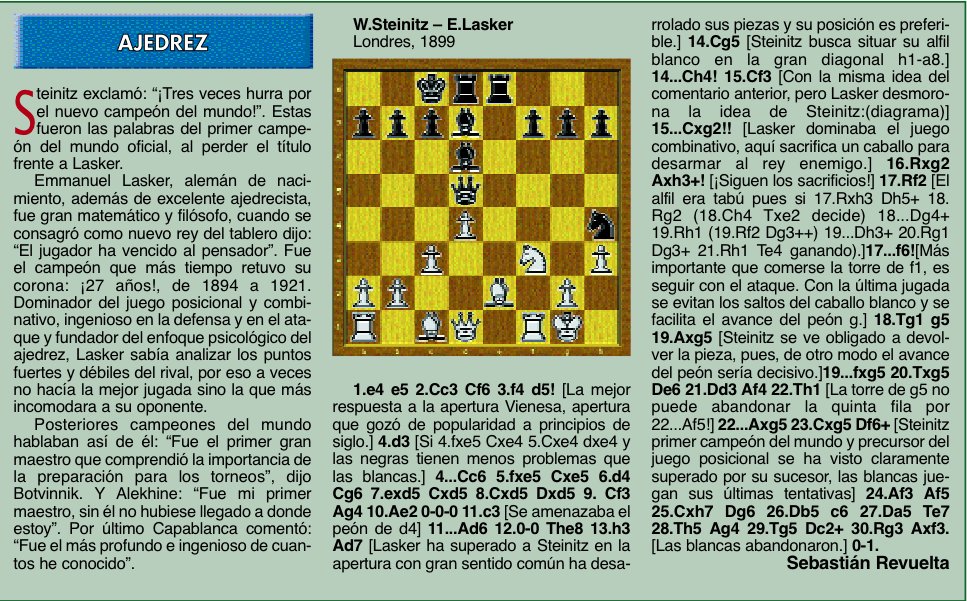 AJEDREZ
Steinitz exclamó: “¡Tres veces hurra por
el nuevo campeón del mundo!”. Estas
fueron las palabras del primer campe-
ón del mundo oficial, al perder el título
frente a Lasker.
Emmanuel Lasker, alemán de naci-
miento, además de excelente ajedrecista,
fue gran matemático y filósofo, cuando se
consagró como nuevo rey del tablero dijo:
“El jugador ha vencido al pensador”. Fue
el campeón que más tiempo retuvo su
corona: ¡27 años!, de 1894 a 1921.
Dominador del juego posicional y combi-
nativo, ingenioso en la defensa y en el ata-
que y fundador del enfoque psicológico del
ajedrez, Lasker sabía analizar los puntos
fuertes y débiles del rival, por eso a veces
no hacía la mejor jugada sino la que más
incomodara a su oponente.
Posteriores campeones del mundo
hablaban así de él: “Fue el primer gran
maestro que comprendió la importancia de
la preparación para los torneos”, dijo
Botvinnik. Y Alekhine: “Fue mi primer
maestro, sin él no hubiese llegado a donde
estoy”. Por último Capablanca comentó:
“Fue el más profundo e ingenioso de cuan-
tos he conocido”.
W.Steinitz – E.Lasker
Londres, 1899
1.e4 e5 2.Cc3 Cf6 3.f4 d5! [La mejor
respuesta a la apertura Vienesa, apertura
que gozó de popularidad a principios de
siglo.] 4.d3 [Si 4.fxe5 Cxe4 5.Cxe4 dxe4 y
las negras tienen menos problemas que
las blancas.] 4...Cc6 5.fxe5 Cxe5 6.d4
Cg6 7.exd5 Cxd5 8.Cxd5 Dxd5 9. Cf3
Ag4 10.Ae2 0-0-0 11.c3 [Se amenazaba el
peón de d4] 11...Ad6 12.0-0 The8 13.h3
Ad7 [Lasker ha superado a Steinitz en la
apertura con gran sentido común ha desa-
rrolado sus piezas y su posición es preferi-
ble.] 14.Cg5 [Steinitz busca situar su alfil
blanco en la gran diagonal h1-a8.]
14...Ch4! 15.Cf3 [Con la misma idea del
comentario anterior, pero Lasker desmoro-
na la idea de Steinitz:(diagrama)]
15...Cxg2!! [Lasker dominaba el juego
combinativo, aquí sacrifica un caballo para
desarmar al rey enemigo.] 16.Rxg2
Axh3+! [¡Siguen los sacrificios!] 17.Rf2 [El
alfil era tabú pues si 17.Rxh3 Dh5+ 18.
Rg2 (18.Ch4 Txe2 decide) 18...Dg4+
19.Rh1 (19.Rf2 Dg3++) 19...Dh3+ 20.Rg1
Dg3+ 21.Rh1 Te4 ganando).]17...f6![Más
importante que comerse la torre de f1, es
seguir con el ataque. Con la última jugada
se evitan los saltos del caballo blanco y se
facilita el avance del peón g.] 18.Tg1 g5
19.Axg5 [Steinitz se ve obligado a devol-
ver la pieza, pues, de otro modo el avance
del peón sería decisivo.]19...fxg5 20.Txg5
De6 21.Dd3 Af4 22.Th1 [La torre de g5 no
puede abandonar la quinta fila por
22...Af5!] 22...Axg5 23.Cxg5 Df6+ [Steinitz
primer campeón del mundo y precursor del
juego posicional se ha visto claramente
superado por su sucesor, las blancas jue-
gan sus últimas tentativas] 24.Af3 Af5
25.Cxh7 Dg6 26.Db5 c6 27.Da5 Te7
28.Th5 Ag4 29.Tg5 Dc2+ 30.Rg3 Axf3.
[Las blancas abandonaron.] 0-1.
Sebastián Revuelta